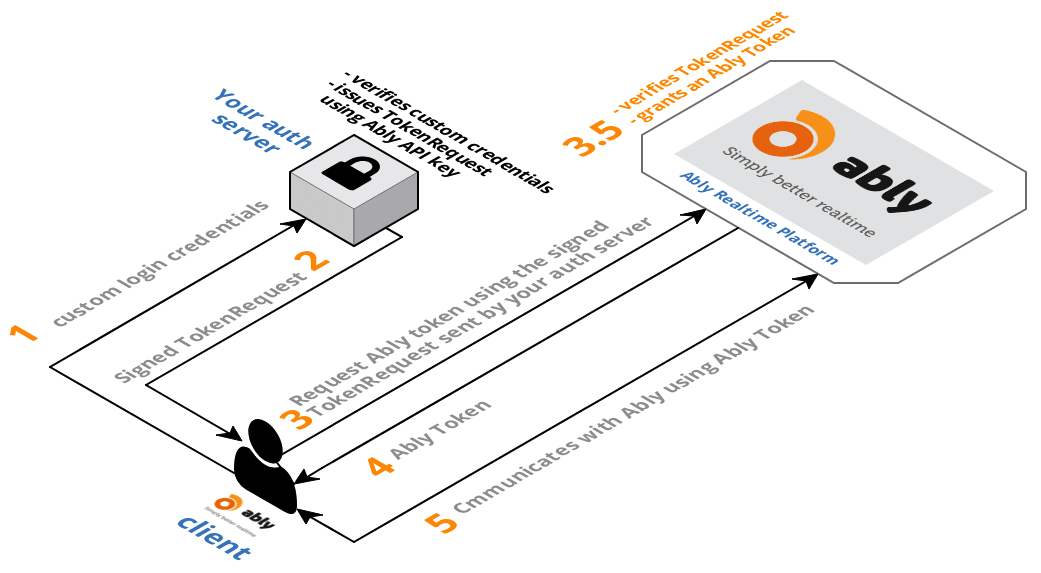 - verifies TokenRequest
- grants an Ably Token
3.5
- verifies custom credentials
- issues TokenRequest
using Ably API key
Your auth
server
ably
Simply better realtime
Ably Realtime Platform
1
custom login credentials
2
Signed TokenRequest
3
Request Ably token using the signed
TokenRequest sent by your auth server
4
Ably Token
5
Cmmunicates with Ably using Ably Token
ably
Simply better realtime
client